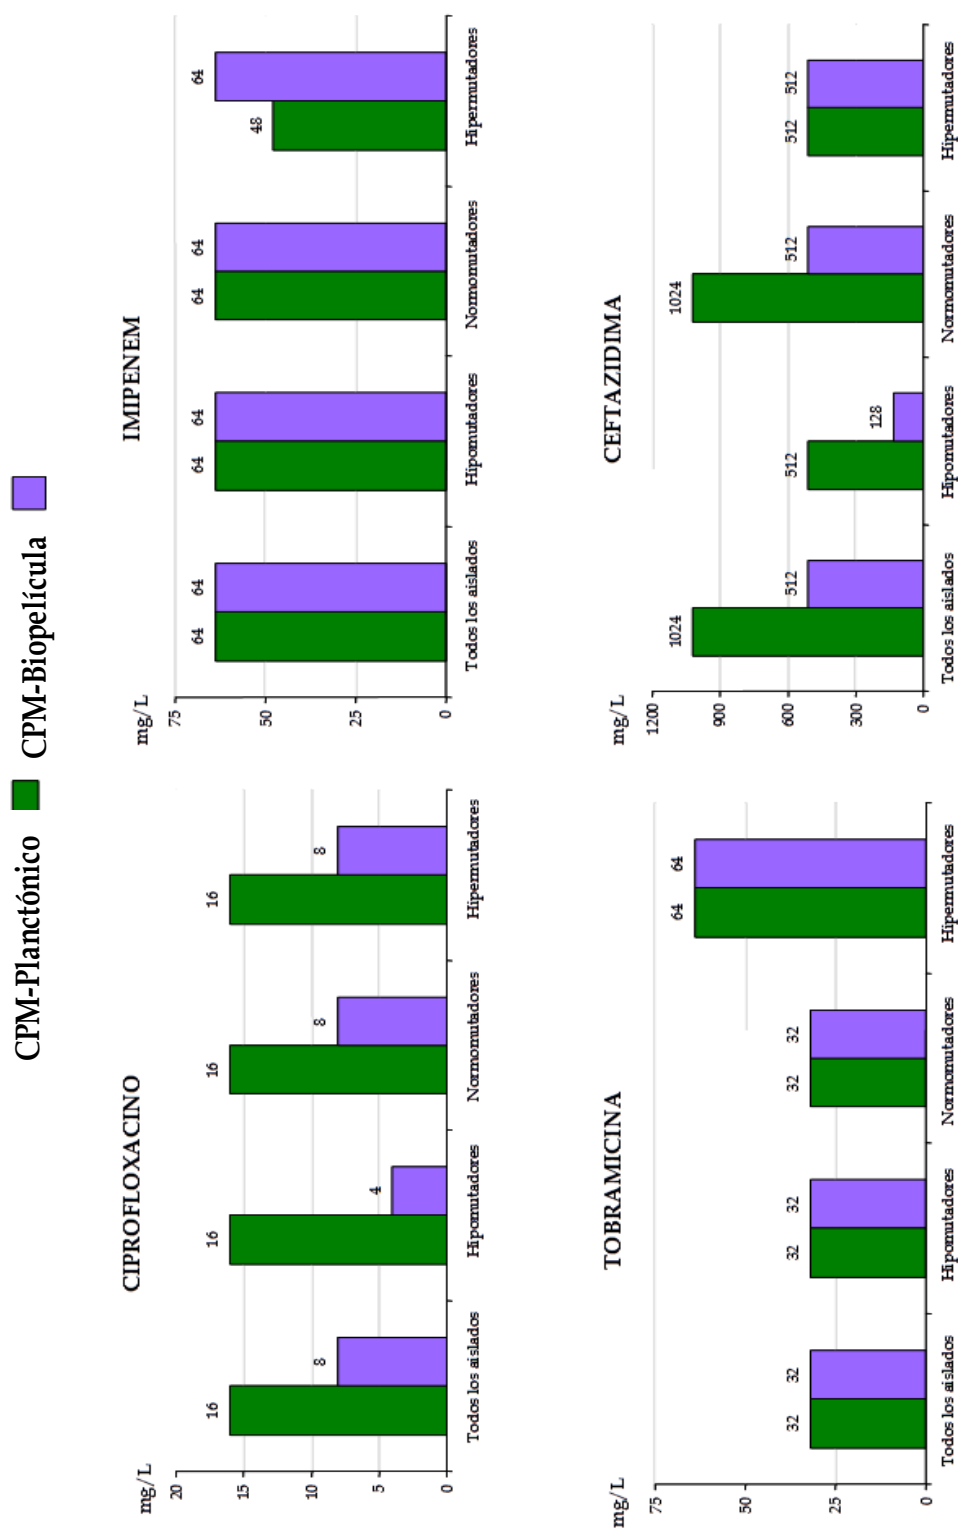 CPM-Planctónico
CPM-Biopelícula
CIPROFLOXACINO
mg/L
20
15
10
5
0
16
8
16
4
16
8
16
8
Todos los aislados
Hipomutadores
Normomutadores
Hipermutadores
IMIPENEM
mg/L
75
50
25
0
64
64
64
64
64
64
48
64
Todos los aislados
Hipomutadores
Normomutadores
Hipermutadores
TOBRAMICINA
mg/L
75
50
25
0
32
32
32
32
32
32
64
64
Todos los aislados
Hipomutadores
Normomutadores
Hipermutadores
CEFTAZIDIMA
mg/L
1200
900
600
300
0
1024
512
512
128
1024
512
512
512
Todos los aislados
Hipomutadores
Normomutadores
Hipermutadores